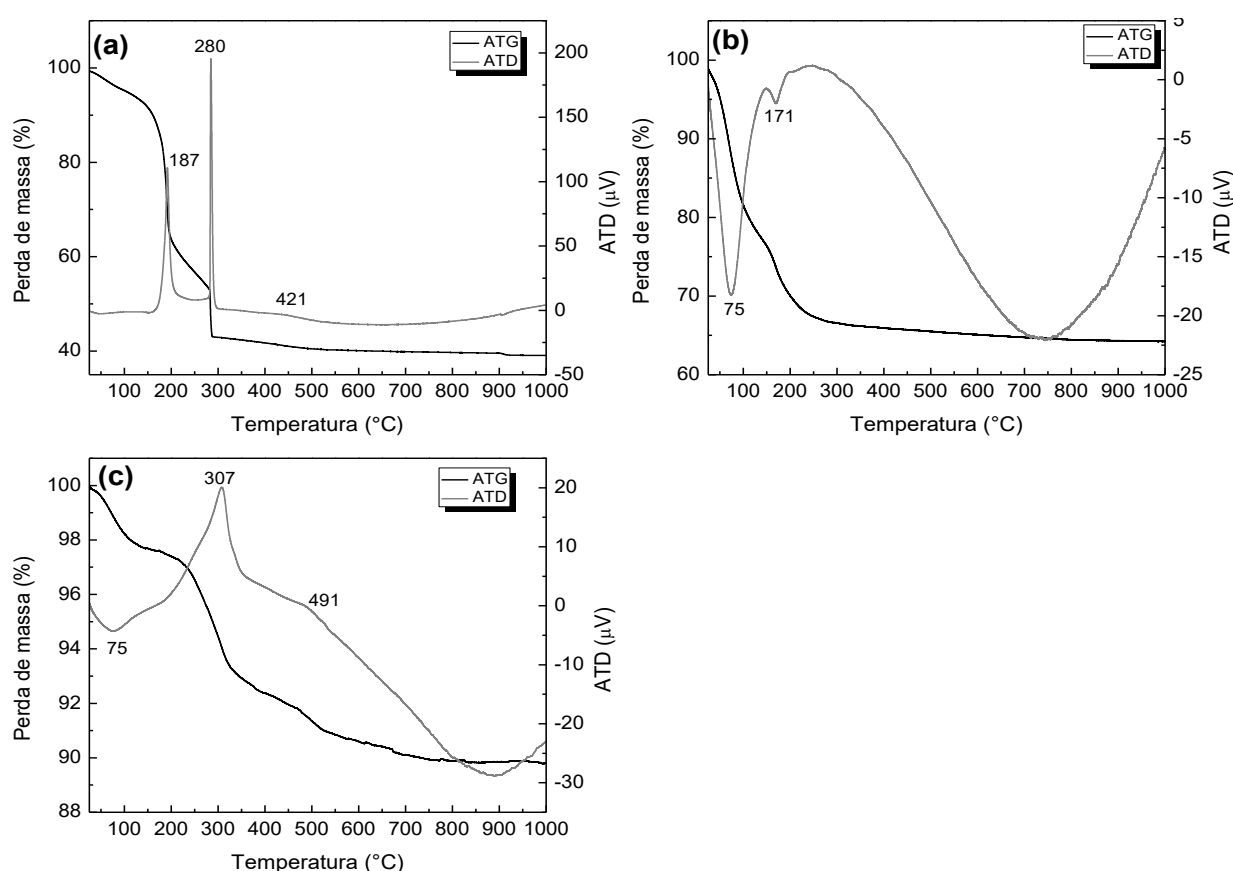 (a)
280
ATG
ATD
187
421
100
80
60
40
200
150
100
50
0
-50
100 200 300 400 500 600 700 800 900 1000
Perda de massa (%)
ATD (μV)
Temperatura (°C)
(b)
ATG
ATD
171
75
100
90
80
70
60
5
0
-5
-10
-15
-20
-25
100 200 300 400 500 600 700 800 900 1000
Perda de massa (%)
ATD (μV)
Temperatura (°C)
(c)
307
ATG
ATD
491
75
100
98
96
94
92
90
88
20
10
0
-10
-20
-30
100 200 300 400 500 600 700 800 900 1000
Perda de massa (%)
ATD (μV)
Temperatura (°C)